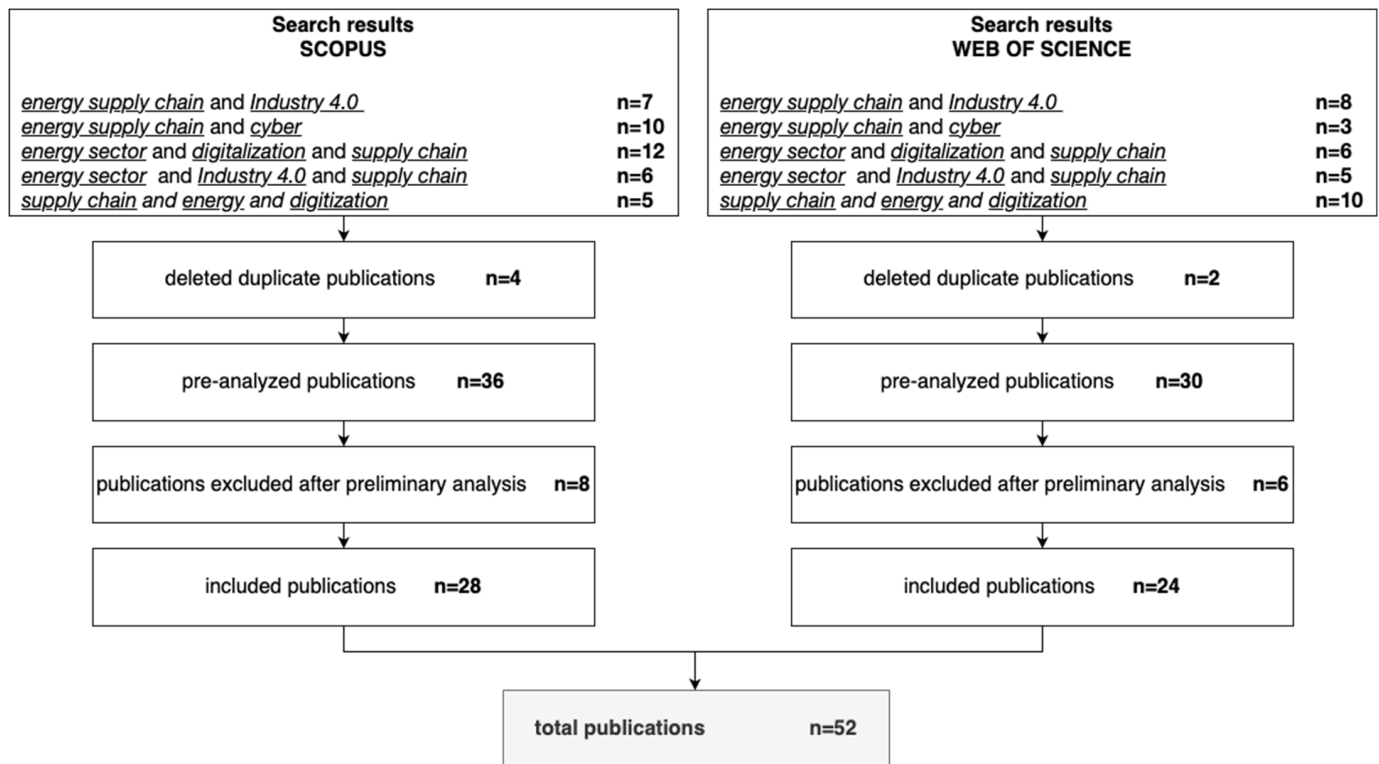 Search results
SCOPUS
energy supply chain and Industry 4.0 n=7
energy supply chain and cyber n=10
energy sector and digitalization and supply chain n=12
energy sector and Industry 4.0 and supply chain n=6
supply chain and energy and digitization n=5
deleted duplicate publications n=4
pre-analyzed publications n=36
publications excluded after preliminary analysis n=8
included publications n=28
Search results
WEB OF SCIENCE
energy supply chain and Industry 4.0 n=8
energy supply chain and cyber n=3
energy sector and digitalization and supply chain n=6
energy sector and Industry 4.0 and supply chain n=5
supply chain and energy and digitization n=10
deleted duplicate publications n=2
pre-analyzed publications n=30
publications excluded after preliminary analysis n=6
included publications n=24
total publications n=52